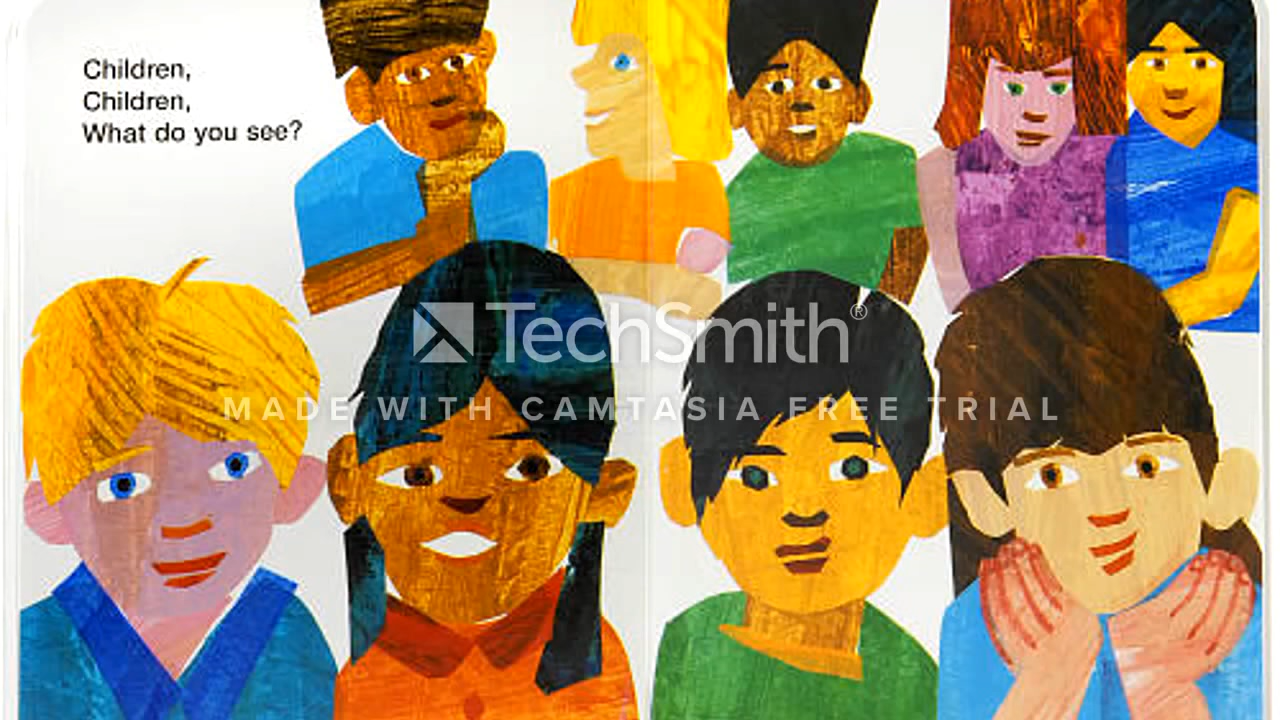 Children,
Children,
What do you see?
TechSmith®
MADE WITH CAMTASIA FREE TRIAL